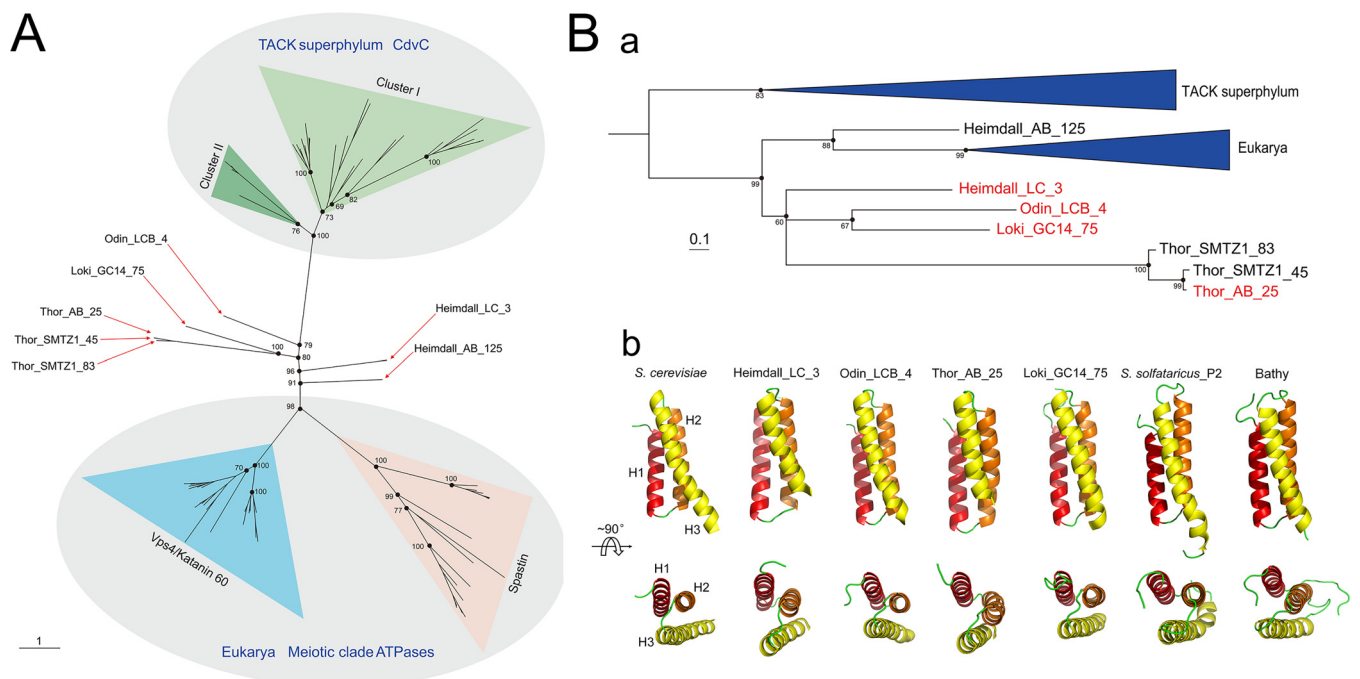 A
TACK superphylum CdvC
Cluster I
Cluster II
100
100
82
69
73
76
100
Odin_LCB_4
Loki_GC14_75
Thor_AB_25
Thor_SMTZ1_45
Thor_SMTZ1_83
Heimdall_LC_3
Heimdall_AB_125
79
100
80
96
91
98
70
100
100
Vps4/Katanin 60
100
100
99
77
100
Spastin
1
Eukarya Meiotic clade ATPases
B
a
83
TACK superphylum
Heimdall_AB_125
88
99
Eukarya
99
Heimdall_LC_3
60
Odin_LCB_4
67
Loki_GC14_75
0.1
Thor_SMTZ1_83
100
Thor_SMTZ1_45
99
Thor_AB_25
b
S. cerevisiae Heimdall_LC_3 Odin_LCB_4 Thor_AB_25 Loki_GC14_75 S. solfataricus_P2 Bathy
H2
H1
H3
~90°
H1
H2
H3